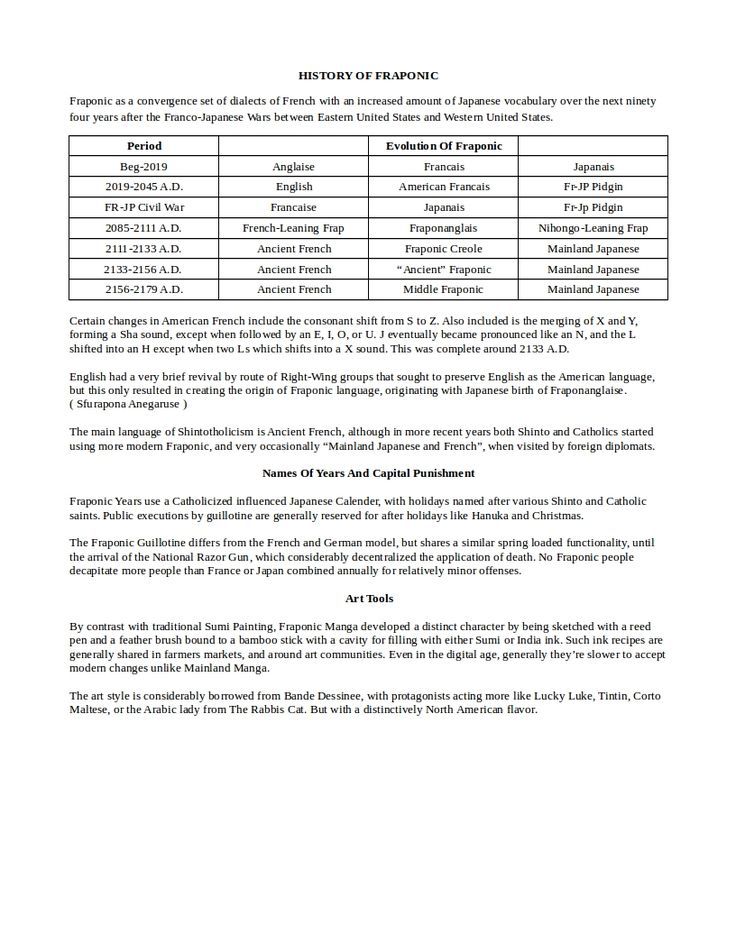 HISTORY OF FRAPONIC
Fraponic as a convergence set of dialects of French with an increased amount of Japanese vocabulary over the next ninety
four years after the Franco-Japanese Wars between Eastern United States and Western United States.
Period Evolution Of Fraponic
Beg-2019 Anglaise Francais Japanais
2019-2045 A.D. English American Francais Fr-JP Pidgin
FR-JP Civil War Francaise Japanais Fr-Jp Pidgin
2085-2111 A.D. French-Leaning Frap Fraponanglais Nihongo-Leaning Frap
2111-2133 A.D. Ancient French Fraponic Creole Mainland Japanese
2133-2156 A.D. Ancient French “Ancient” Fraponic Mainland Japanese
2156-2179 A.D. Ancient French Middle Fraponic Mainland Japanese
Certain changes in American French include the consonant shift from S to Z. Also included is the merging of X and Y,
forming a Sha sound, except when followed by an E, I, O, or U. J eventually became pronounced like an N, and the L
shifted into an H except when two Ls which shifts into a X sound. This was complete around 2133 A.D.
English had a very brief revival by route of Right-Wing groups that sought to preserve English as the American language,
but this only resulted in creating the origin of Fraponic language, originating with Japanese birth of Fraponanglaise.
( Sfurapona Anegaruse )
The main language of Shintotholicism is Ancient French, although in more recent years both Shinto and Catholics started
using more modern Fraponic, and very occasionally “Mainland Japanese and French”, when visited by foreign diplomats.
Names Of Years And Capital Punishment
Fraponic Years use a Catholicized influenced Japanese Calender, with holidays named after various Shinto and Catholic
saints. Public executions by guillotine are generally reserved for after holidays like Hanuka and Christmas.
The Fraponic Guillotine differs from the French and German model, but shares a similar spring loaded functionality, until
the arrival of the National Razor Gun, which considerably decentralized the application of death. No Fraponic people
decapitate more people than France or Japan combined annually for relatively minor offenses.
Art Tools
By contrast with traditional Sumi Painting, Fraponic Manga developed a distinct character by being sketched with a reed
pen and a feather brush bound to a bamboo stick with a cavity for filling with either Sumi or India ink. Such ink recipes are
generally shared in farmers markets, and around art communities. Even in the digital age, generally they’re slower to accept
modern changes unlike Mainland Manga.
The art style is considerably borrowed from Bande Dessinee, with protagonists acting more like Lucky Luke, Tintin, Corto
Maltese, or the Arabic lady from The Rabbis Cat. But with a distinctively North American flavor.